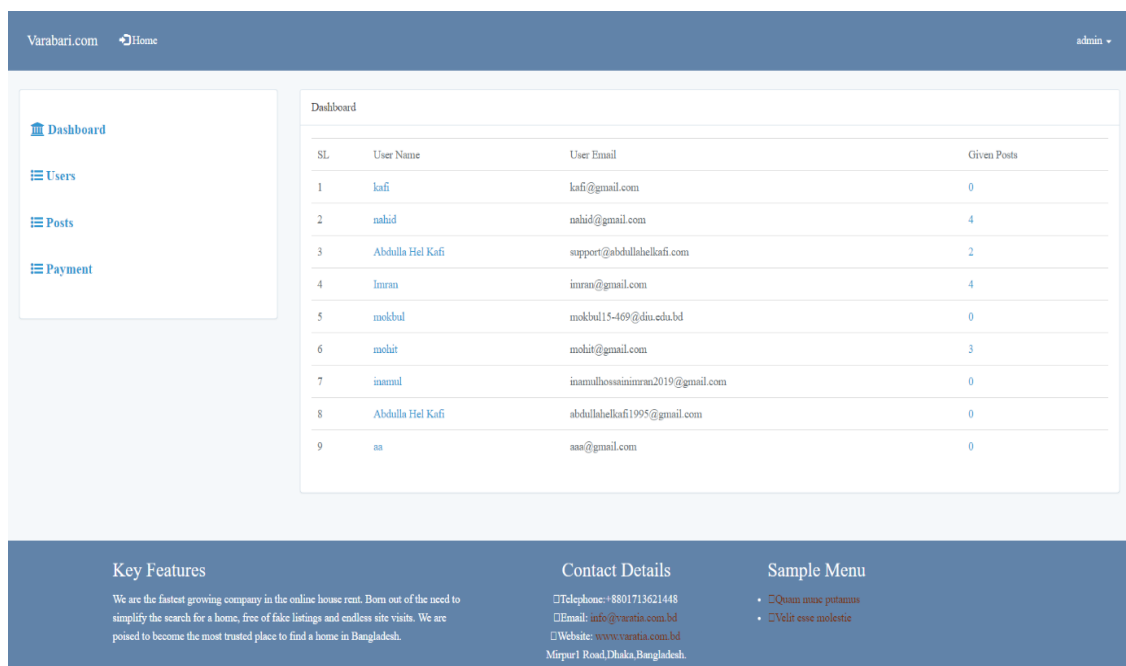 Varabari.com Home admin
Dashboard
Users
Posts
Payment
Dashboard
SL User Name User Email Given Posts
1 kafi kafi@gmail.com 0
2 nahid nahid@gmail.com 4
3 Abdulla Hel Kafi support@abdullahelkafi.com 2
4 Imran imran@gmail.com 4
5 mokbul mokbul15-469@diu.edu.bd 0
6 mohit mohit@gmail.com 3
7 inamul inamulhossainimran2019@gmail.com 0
8 Abdulla Hel Kafi abdullahelkafi1995@gmail.com 0
9 aa aaa@gmail.com 0
Key Features
We are the fastest growing company in the online house rent. Born out of the need to
simplify the search for a home, free of fake listings and endless site visits. We are
poised to become the most trusted place to find a home in Bangladesh.
Contact Details
Telephone:+8801713621448
Email: info@varatia.com.bd
Website: www.varatia.com.bd
Mirpur1 Road,Dhaka,Bangladesh.
Sample Menu
Quam nunc putamus
Velit esse molestie